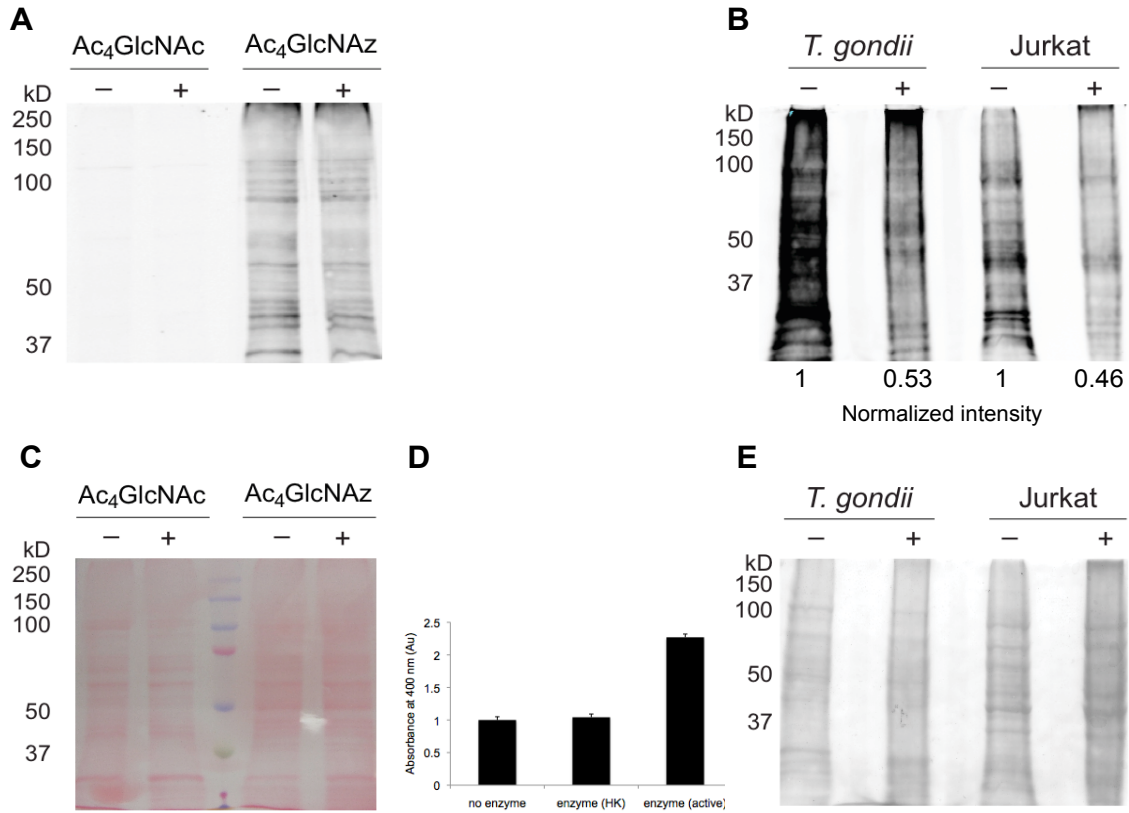 A
Ac4GlcNAc Ac4GlcNAz
− + − +
kD
250
150
100
50
37
B
T. gondii Jurkat
− + − +
kD
150
100
50
37
1 0.53 1 0.46
Normalized intensity
C
Ac4GlcNAc Ac4GlcNAz
− + − +
kD
250
150
100
50
37
D
Absorbance at 400 nm (Au)
2.5
2
1.5
1
0.5
0
no enzyme enzyme (HK) enzyme (active)
E
T. gondii Jurkat
− + − +
kD
150
100
50
37